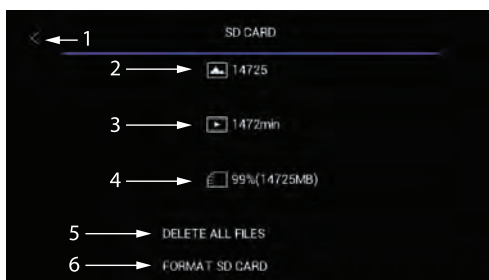 SD CARD
1
2 14725
3 1472min
4 99%(14725MB)
5 DELETE ALL FILES
6 FORMAT SD CARD